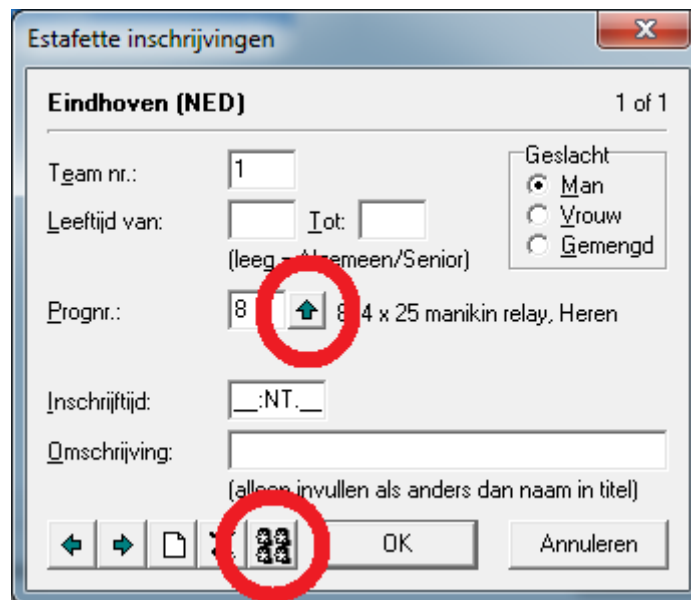 Estafette inschrijvingen
Eindhoven (NED)
1 of 1
Team nr.:
1
Geslacht
Man
Vrouw
Gemengd
Leeftijd van:
Tot:
(leeg = Algemeen/Senior)
Prognr.:
8
4 x 25 manikin relay, Heren
Inschrijftijd:
__:NT.__
Omschrijving:
(alleen invullen als anders dan naam in titel)
OK
Annuleren